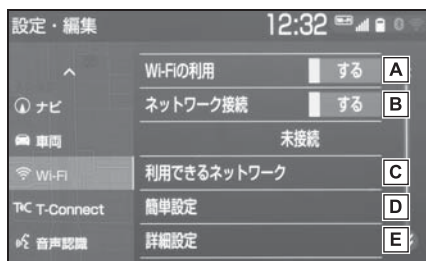 設定・編集 12:32
Wi-Fiの利用 する A
ナビ
ネットワーク接続 する B
車両
未接続
Wi-Fi
利用できるネットワーク C
T-Connect
簡単設定 D
音声認識
詳細設定 E